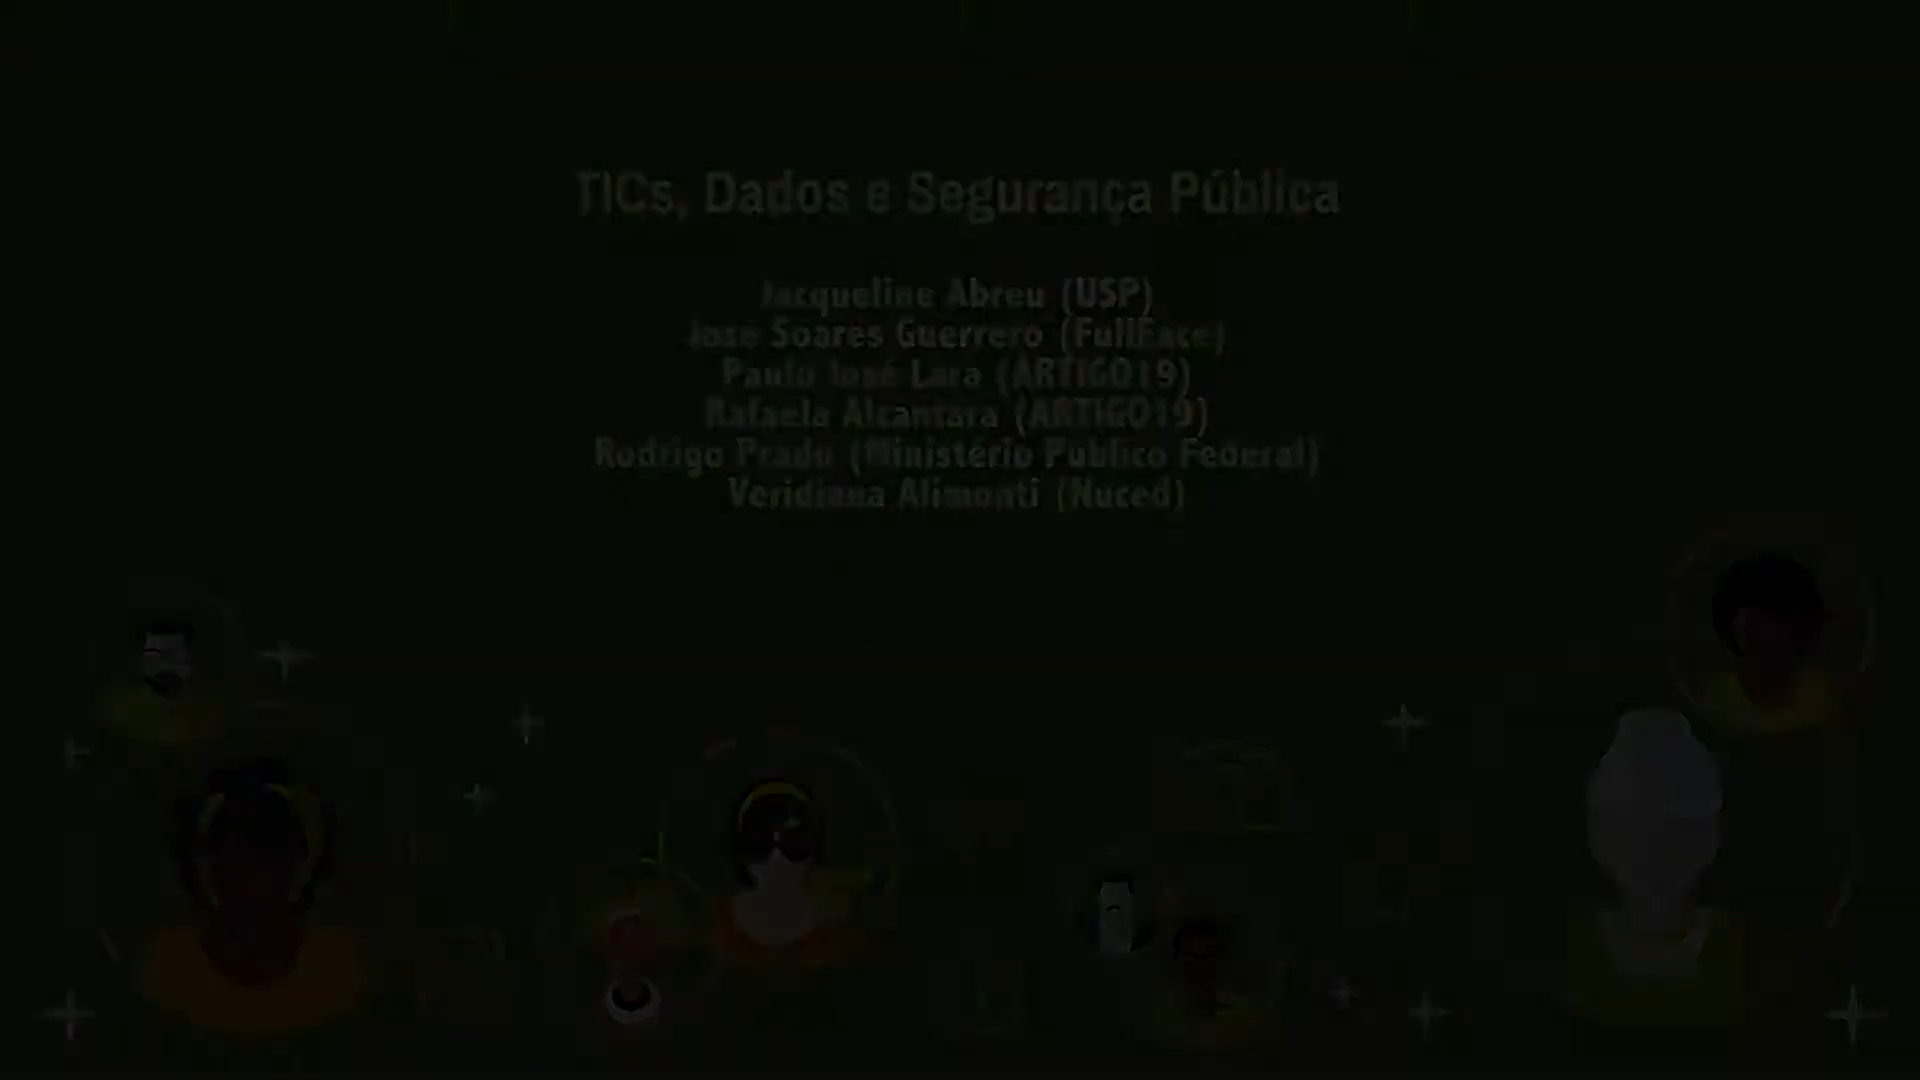 TICs, Dados e Segurança Pública
Jacqueline Abreu (USP)
José Soares Guerrero (FullFace)
Paulo José Lara (ARTIGO19)
Rafaela Alcântara (ARTIGO19)
Rodrigo Prado (Ministério Público Federal)
Veridiana Alimonti (Nuced)